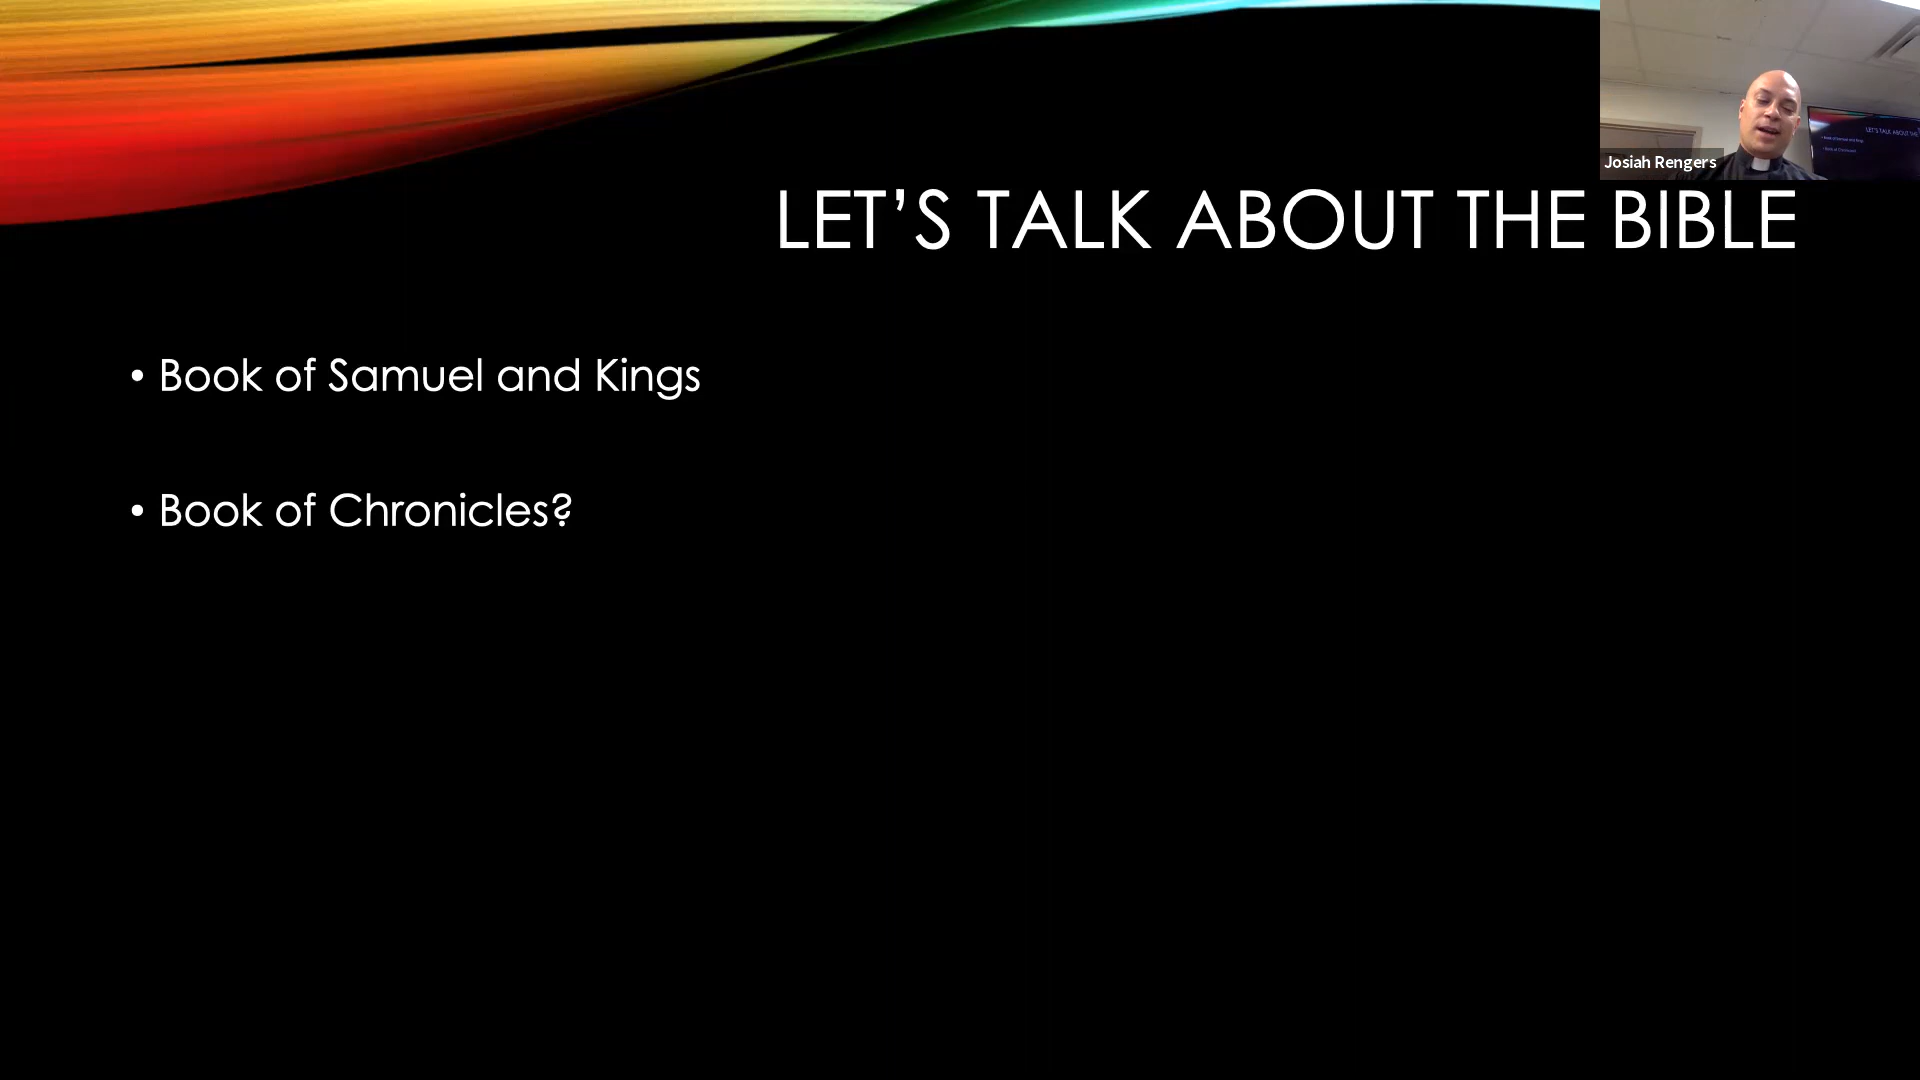 Josiah Rengers
LET’S TALK ABOUT THE BIBLE
• Book of Samuel and Kings
• Book of Chronicles?